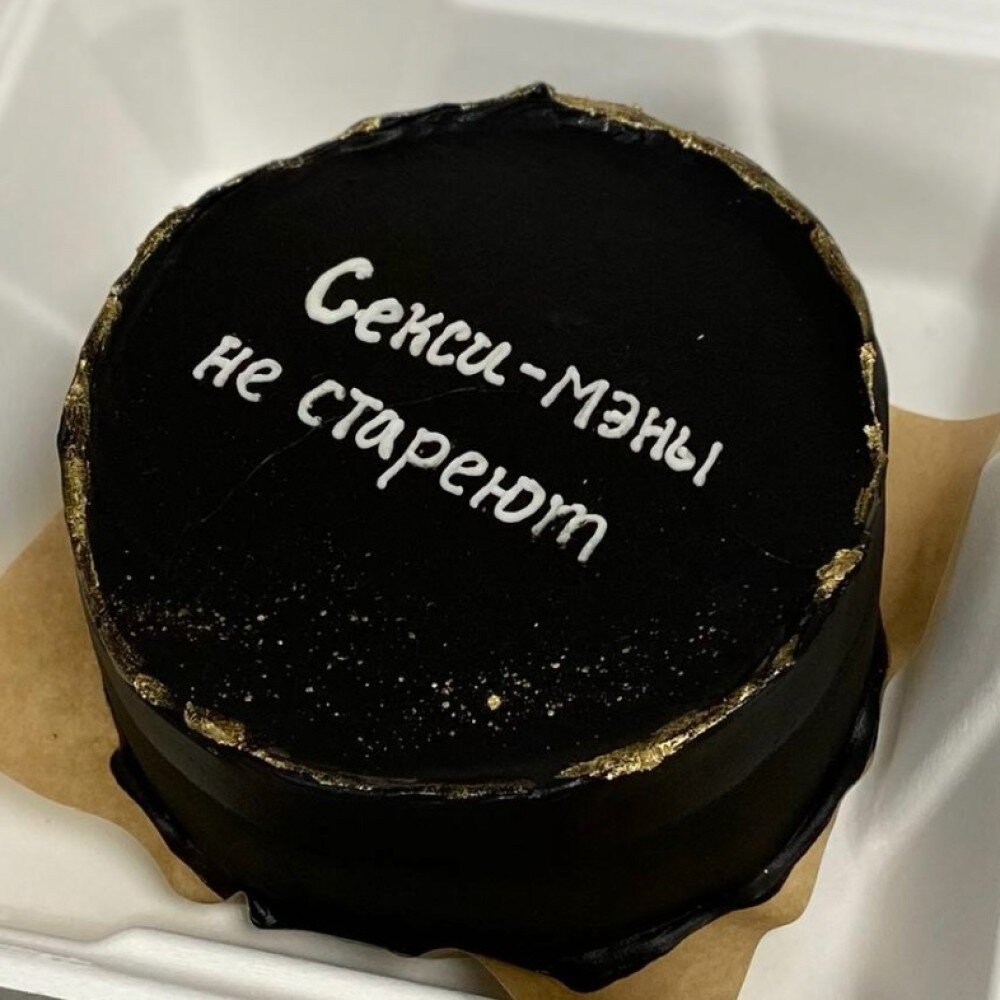 Секси-мэны
не стареют